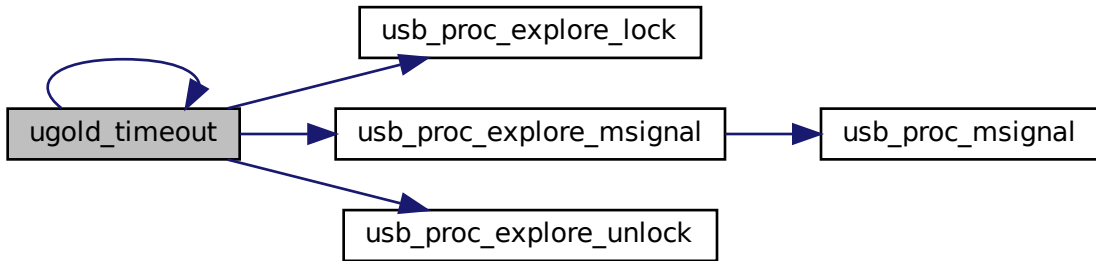 usb_proc_explore_lock
ugold_timeout
usb_proc_explore_msignal
usb_proc_msignal
usb_proc_explore_unlock